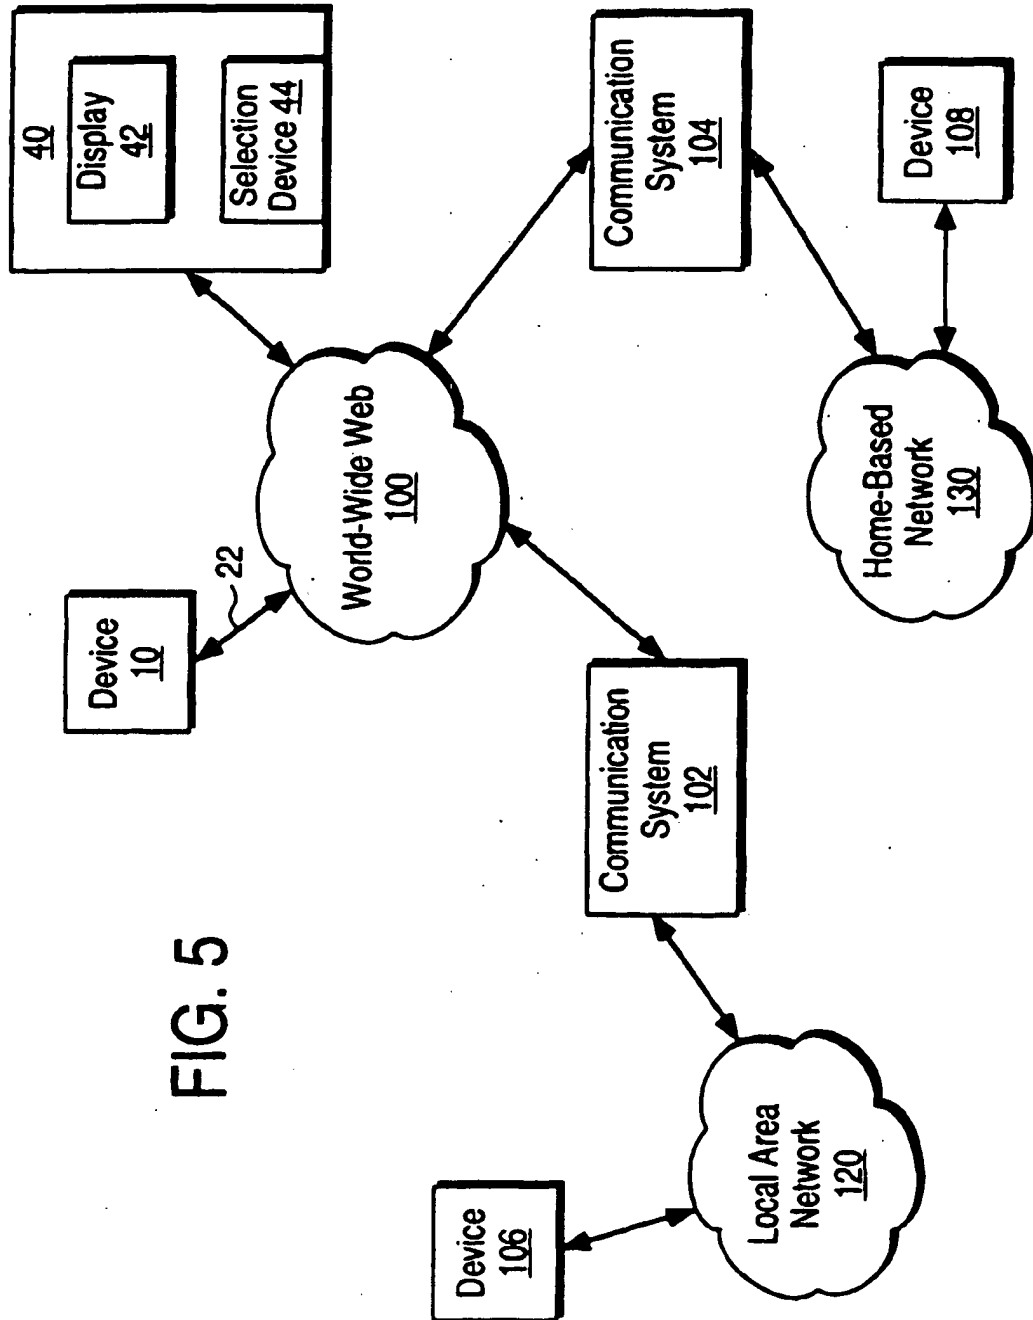 FIG. 5
Device
106
Local Area
Network
120
Device
10
22
Communication
System
102
World-Wide Web
100
40
Display
42
Selection
Device 44
Communication
System
104
Home-Based
Network
130
Device
108